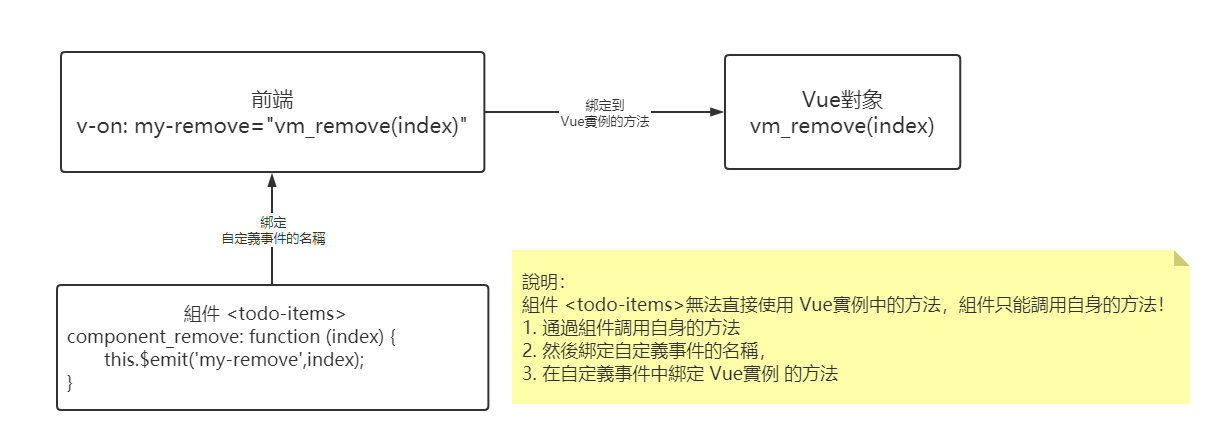 前端
v-on: my-remove="vm_remove(index)"
綁定到
Vue實例的方法
Vue對象
vm_remove(index)
綁定
自定義事件的名稱
組件 <todo-items>
component_remove: function (index) {
this.$emit('my-remove',index);
}
說明：
組件 <todo-items>無法直接使用 Vue實例中的方法，組件只能調用自身的方法！
1. 通過組件調用自身的方法
2. 然後綁定自定義事件的名稱，
3. 在自定義事件中綁定 Vue實例 的方法